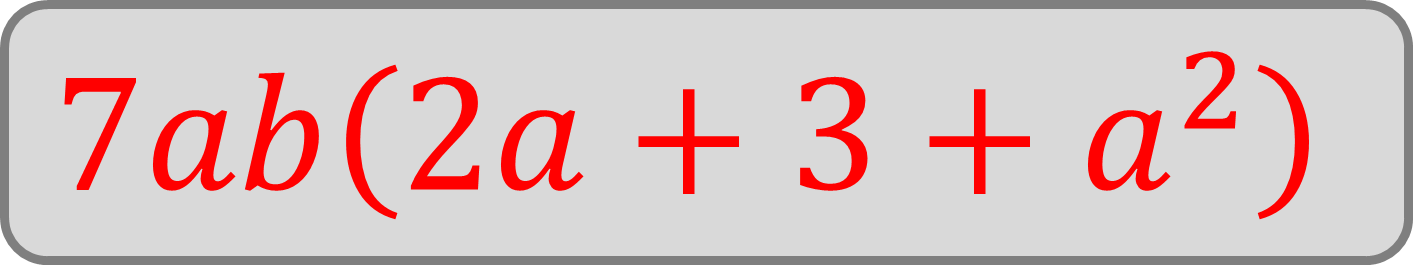 7ab(2a + 3 + a²)